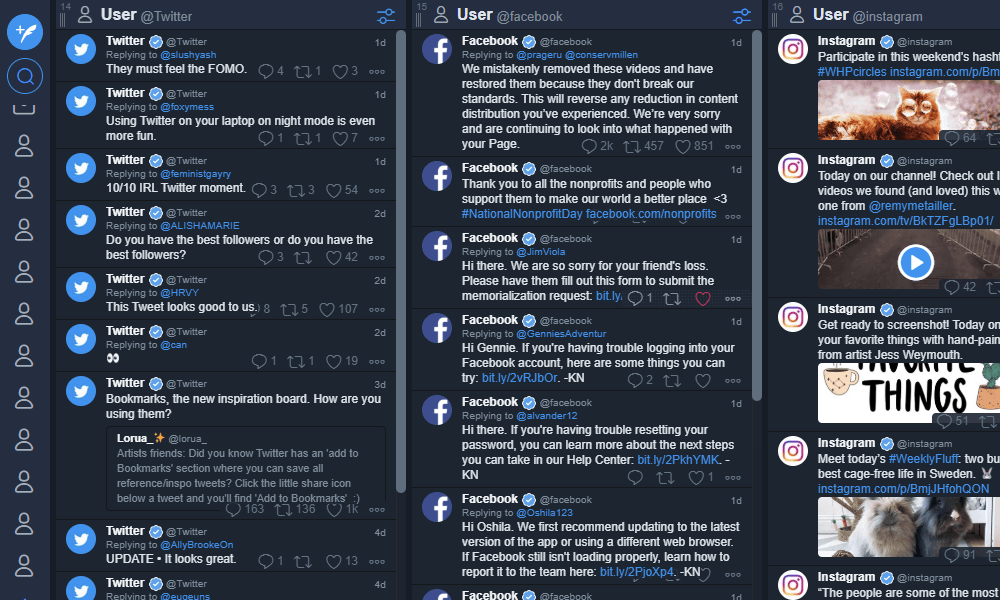 14
User @Twitter
Twitter @Twitter 1d
Replying to @slushyash
They must feel the FOMO.
4 1 3
Twitter @Twitter 1d
Replying to @foxymess
Using Twitter on your laptop on night mode is even
more fun.
1 1 7
Twitter @Twitter 1d
Replying to @feministgayry
10/10 IRL Twitter moment.
3 3 54
Twitter @Twitter 2d
Replying to @ALISHAMARIE
Do you have the best followers or do you have the
best followers?
3 42
Twitter @Twitter 2d
Replying to @HRVY
This Tweet looks good to us.
8 5 107
Twitter @Twitter 2d
Replying to @can
👀
1 1 19
Twitter @Twitter 3d
Bookmarks, the new inspiration board. How are you
using them?
Lorua_✨ @lorua_
Artists friends: Did you know Twitter has an 'add to
Bookmarks' section where you can save all
reference/inspo tweets? Click the little share icon
below a tweet and you'll find 'Add to Bookmarks' :)
163 136 1k
Twitter @Twitter 4d
Replying to @AllyBrookeOn
UPDATE • It looks great.
1 13
Twitter @Twitter 4d
Replying to @eugeuns
15
User @facebook
Facebook @facebook 1d
Replying to @prageru @conservmillen
We mistakenly removed these videos and have
restored them because they don't break our
standards. This will reverse any reduction in content
distribution you've experienced. We're very sorry
and are continuing to look into what happened with
your Page.
2k 457 851
Facebook @facebook 1d
Thank you to all the nonprofits and people who
support them to make our world a better place <3
#NationalNonprofitDay facebook.com/nonprofits
Facebook @facebook 1d
Replying to @JimViola
Hi there. We are so sorry for your friend's loss.
Please have them fill out this form to submit the
memorialization request: bit.ly.
1
Facebook @facebook 1d
Replying to @GenniesAdventur
Hi Gennie. If you're having trouble logging into your
Facebook account, here are some things you can
try: bit.ly/2vRJbOr. -KN
2
Facebook @facebook 1d
Replying to @alvander12
Hi there. If you're having trouble resetting your
password, you can learn more about the next steps
you can take in our Help Center: bit.ly/2PkhYMK. -
KN
1
Facebook @facebook 1d
Replying to @Oshila123
Hi Oshila. We first recommend updating to the latest
version of the app or using a different web browser.
If Facebook still isn't loading properly, learn how to
report it to the team here: bit.ly/2PjoXp4. -KN
Facebook @facebook 1d
16
User @instagram
Instagram @instagram
Participate in this weekend's hasht
#WHPcircles instagram.com/p/Bm
64
Instagram @instagram
Today on our channel! Check out
videos we found (and loved) this w
one from @remymetailler.
instagram.com/tv/BkTZFgLBp01/
42
Instagram @instagram
Get ready to screenshot! Today on
your favorite things with hand-pain
from artist Jess Weymouth.
FAVORITE
THINGS
51
Instagram @instagram
Meet today's #WeeklyFluff: two bu
best cage-free life in Sweden. 🐰
instagram.com/p/BmjJHfohQON
91
Instagram @instagram
"The people are some of the most